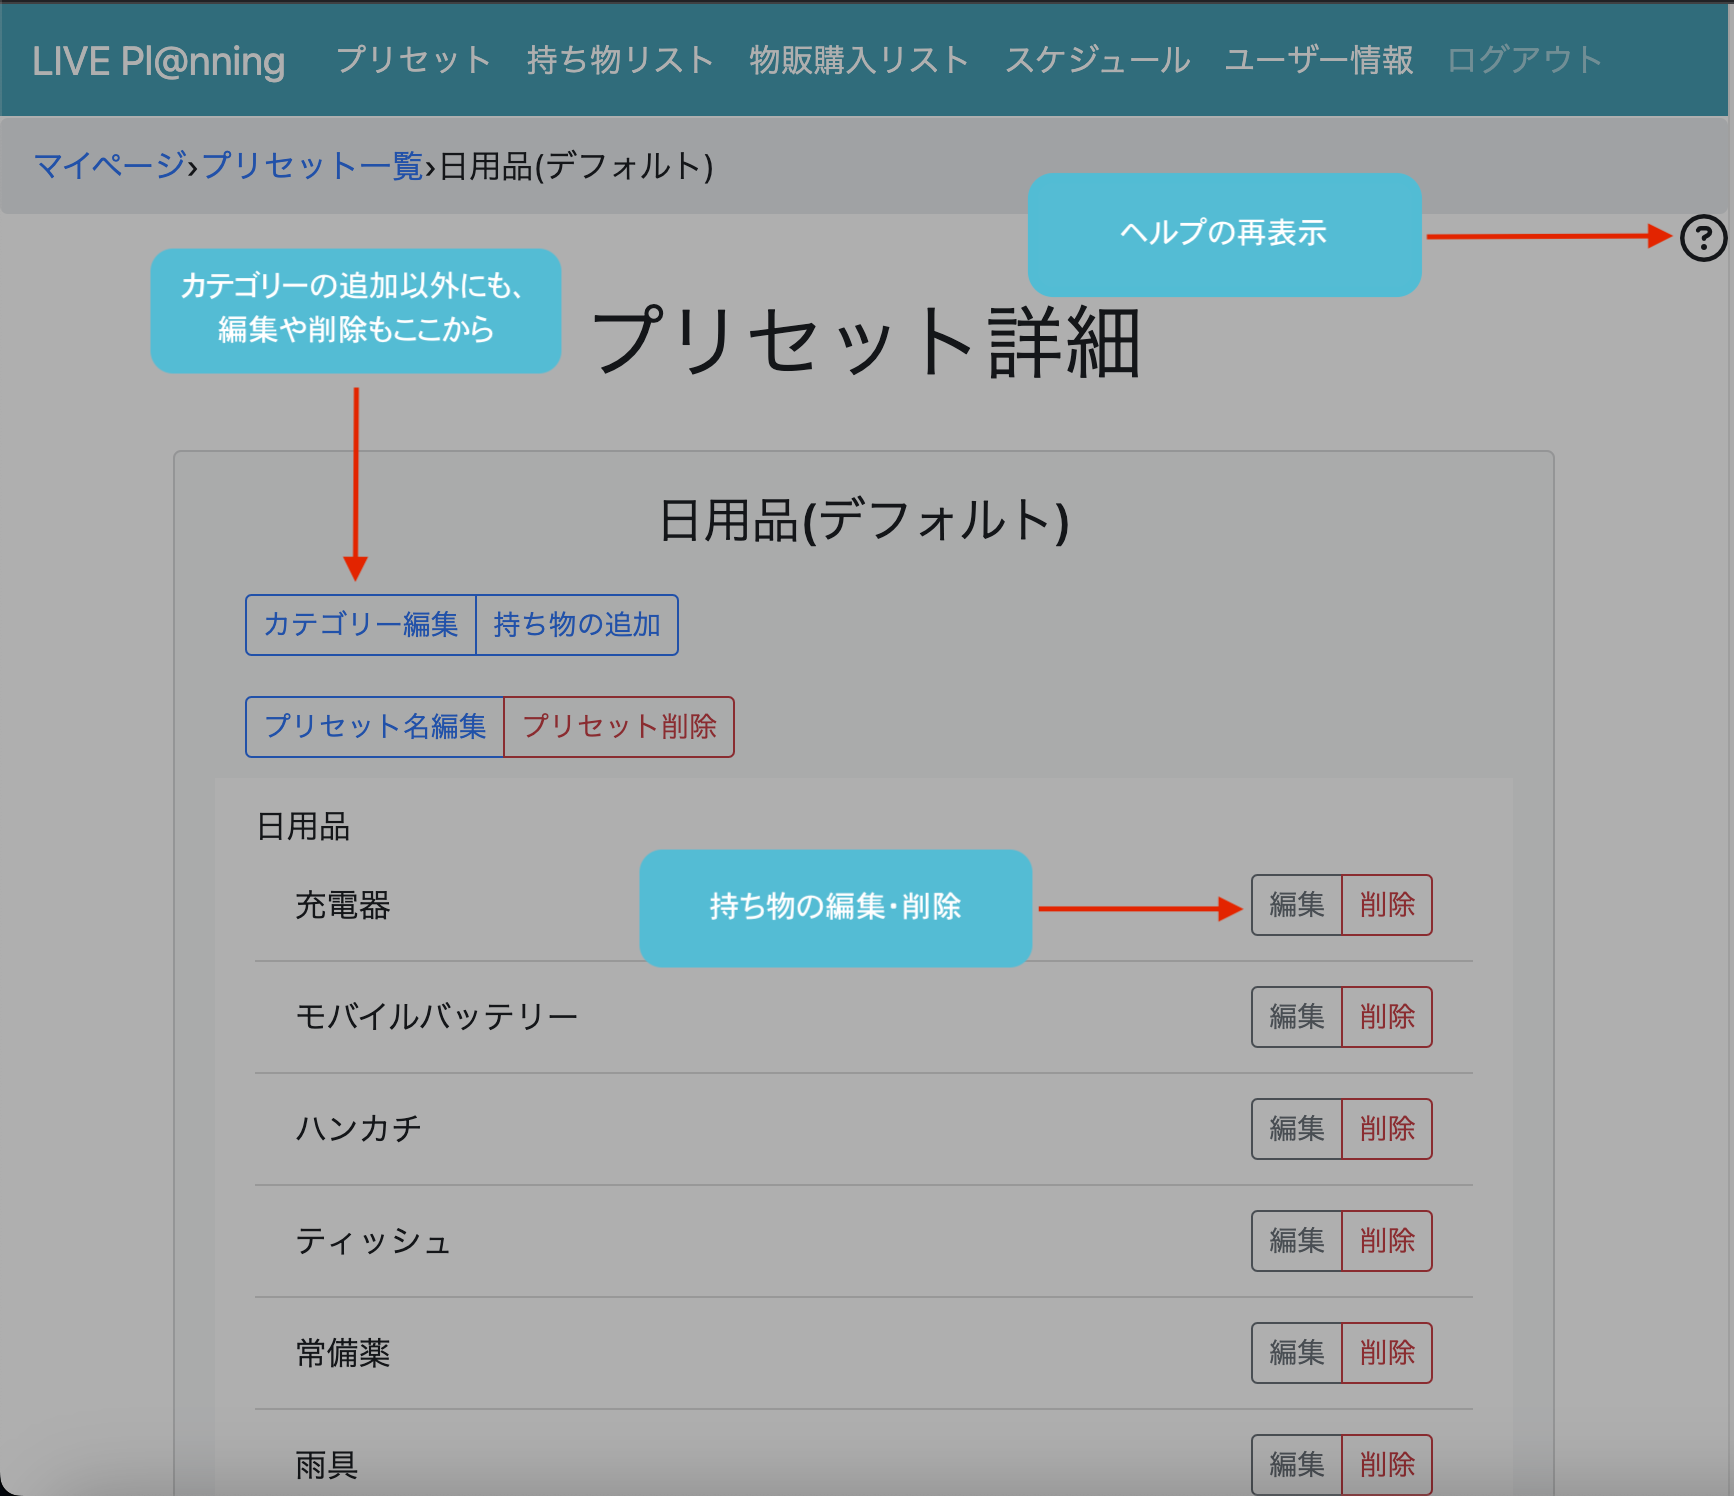 LIVE Pl@nning プリセット 持ち物リスト 物販購入リスト スケジュール ユーザー情報 ログアウト
マイページ›プリセット一覧›日用品(デフォルト)
ヘルプの再表示
?
カテゴリーの追加以外にも、
編集や削除もここから
プリセット詳細
日用品(デフォルト)
カテゴリー編集 持ち物の追加
プリセット名編集 プリセット削除
日用品
充電器 持ち物の編集・削除 編集 削除
モバイルバッテリー 編集 削除
ハンカチ 編集 削除
ティッシュ 編集 削除
常備薬 編集 削除
雨具 編集 削除